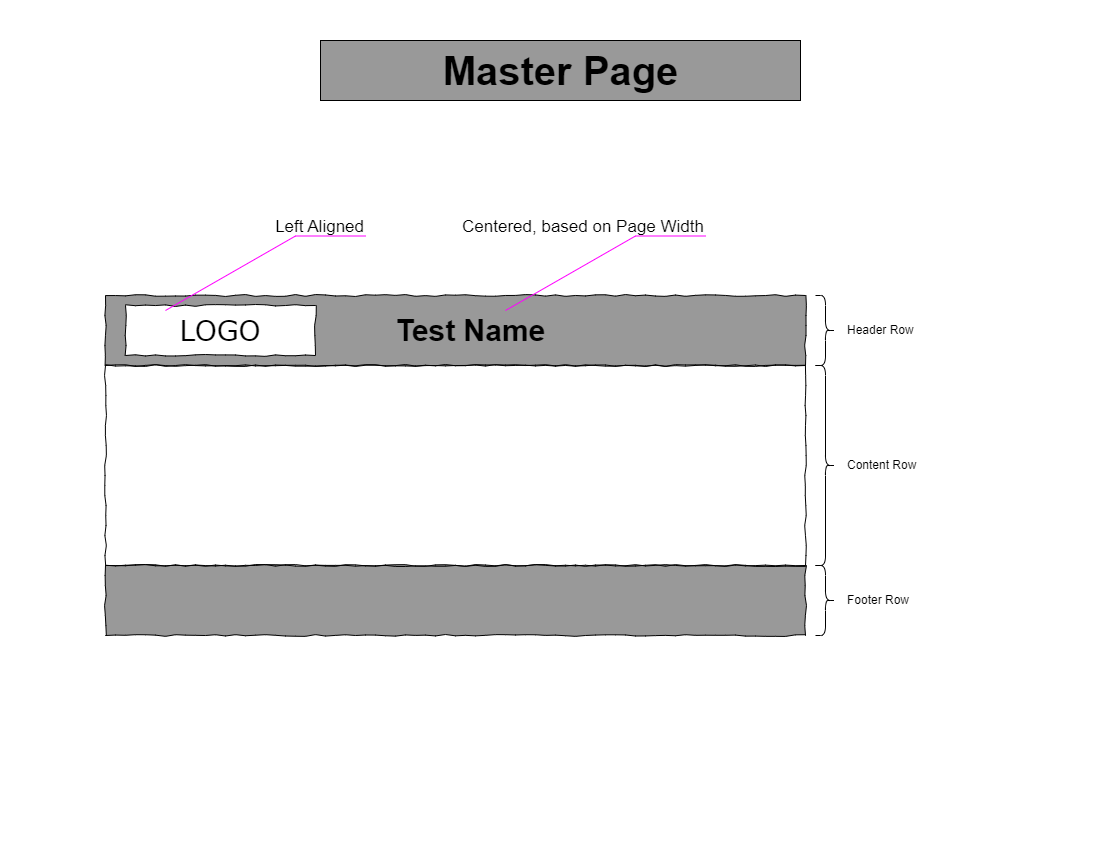 Master Page
Left Aligned
Centered, based on Page Width
LOGO
Test Name
Header Row
Content Row
Footer Row